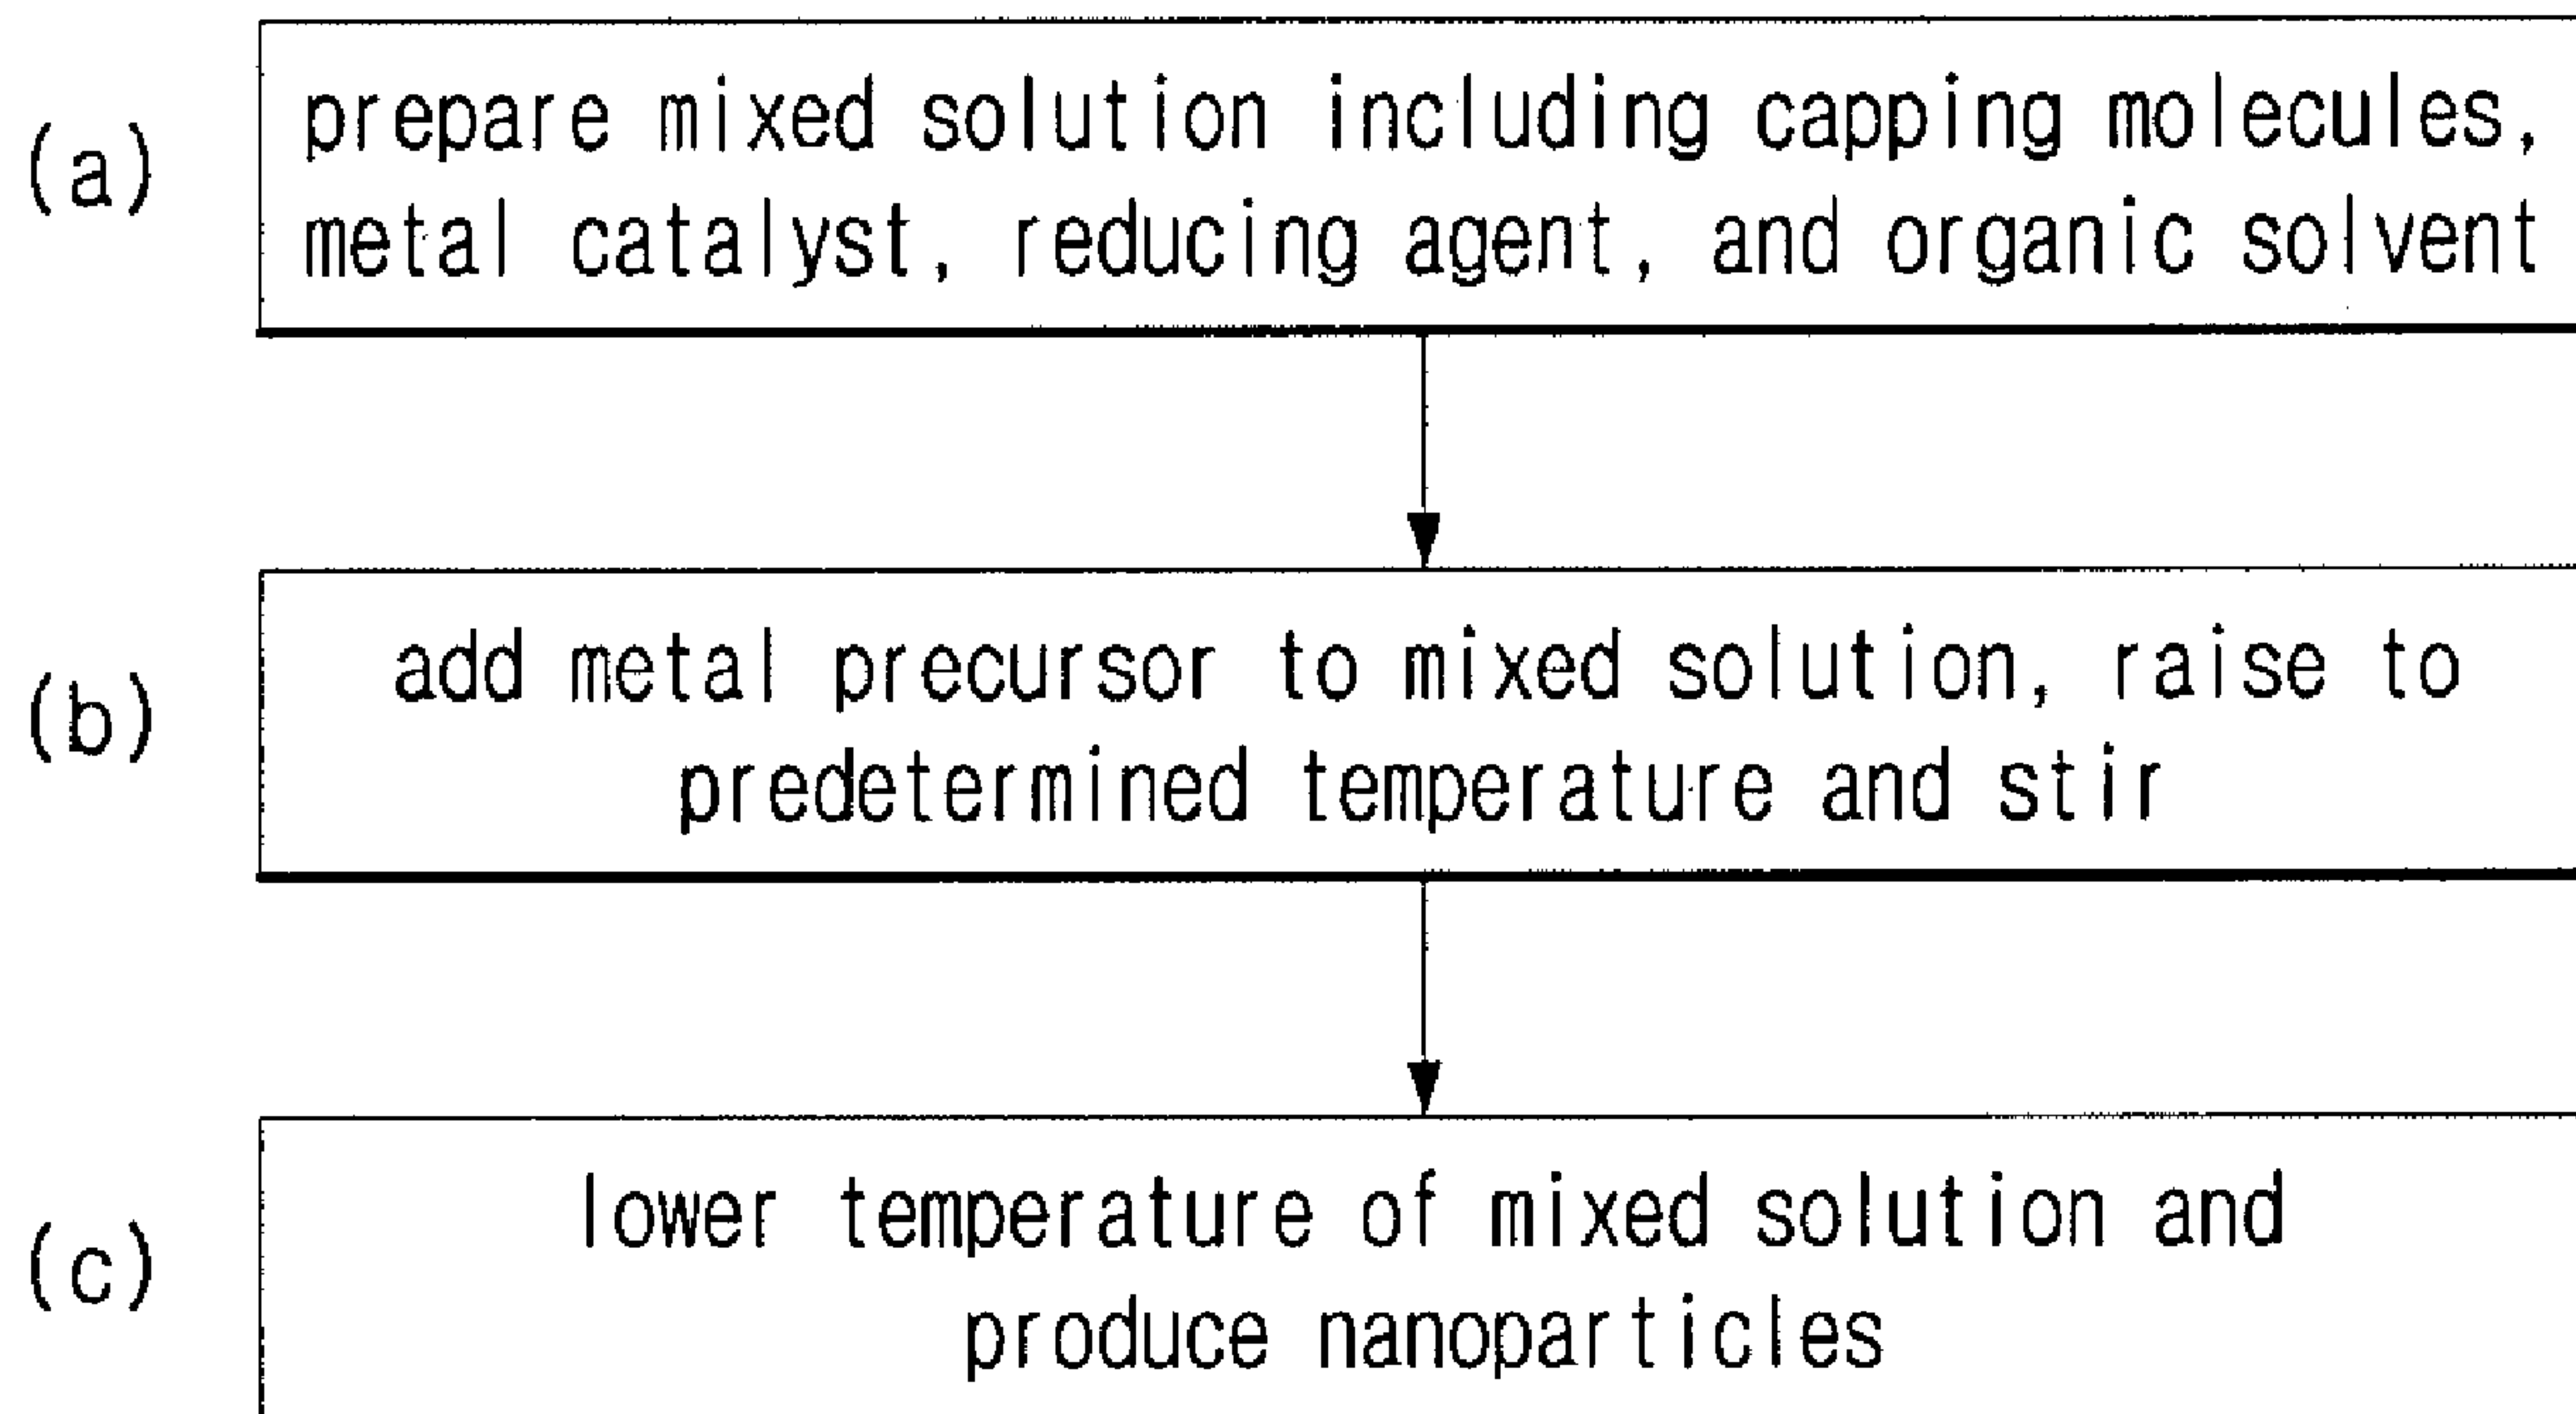 (a)
prepare mixed solution including capping molecules,
metal catalyst, reducing agent, and organic solvent
(b)
add metal precursor to mixed solution, raise to
predetermined temperature and stir
(c)
lower temperature of mixed solution and
produce nanoparticles